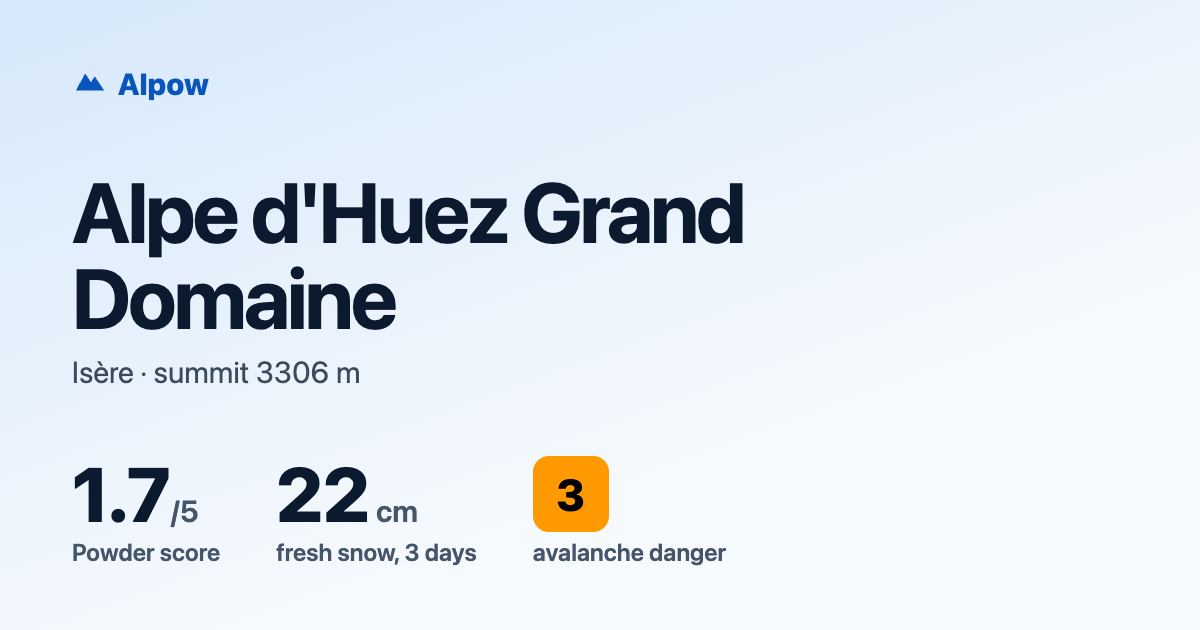 Alpow
Alpe d'Huez Grand
Domaine
Isère · summit 3306 m
1.7/5
Powder score
22 cm
fresh snow, 3 days
3
avalanche danger